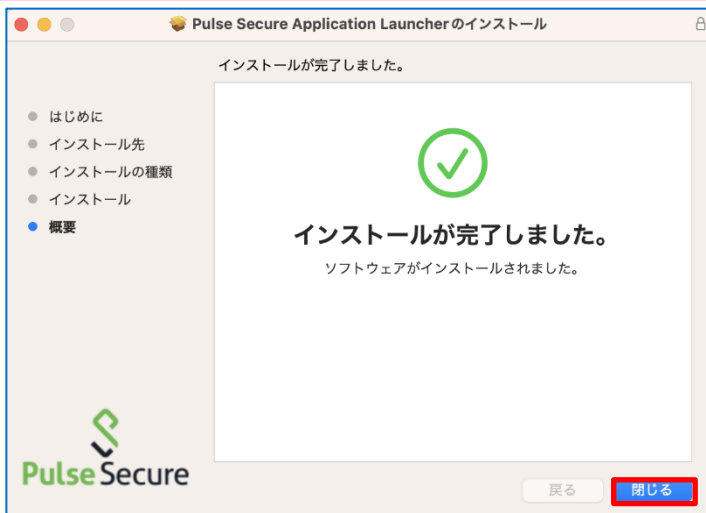 Pulse Secure Application Launcherのインストール
インストールが完了しました。
はじめに
インストール先
インストールの種類
インストール
概要
インストールが完了しました。
ソフトウェアがインストールされました。
Pulse Secure
戻る
閉じる